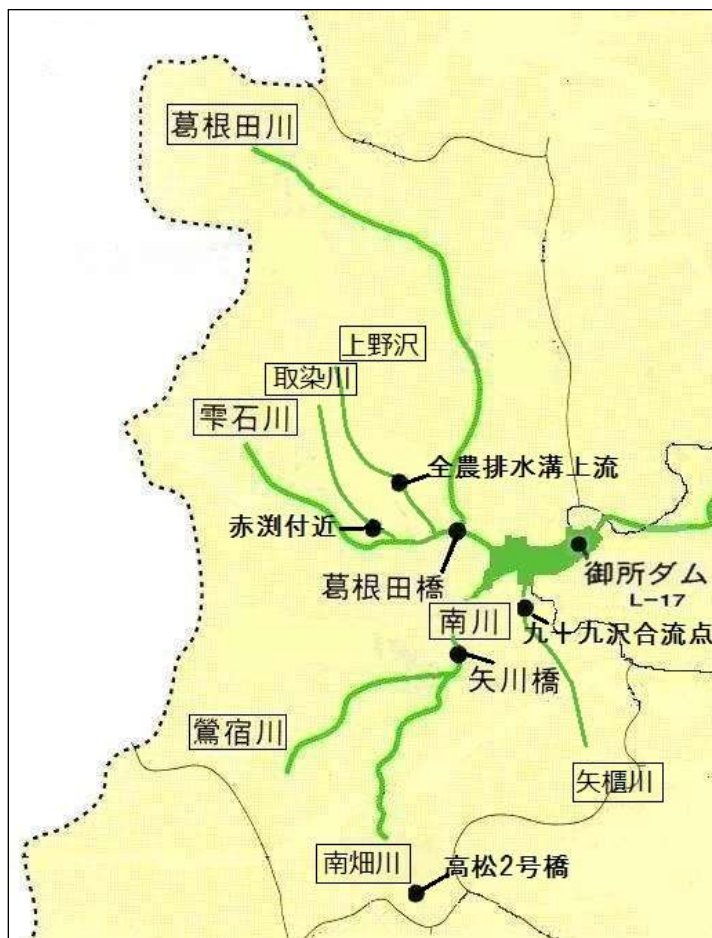 葛根田川
上野沢
取染川
雫石川
全農排水溝上流
赤渕付近
葛根田橋
御所ダム
L-17
南川
九十九沢合流点
矢川橋
鶯宿川
矢櫃川
南畑川
高松2号橋